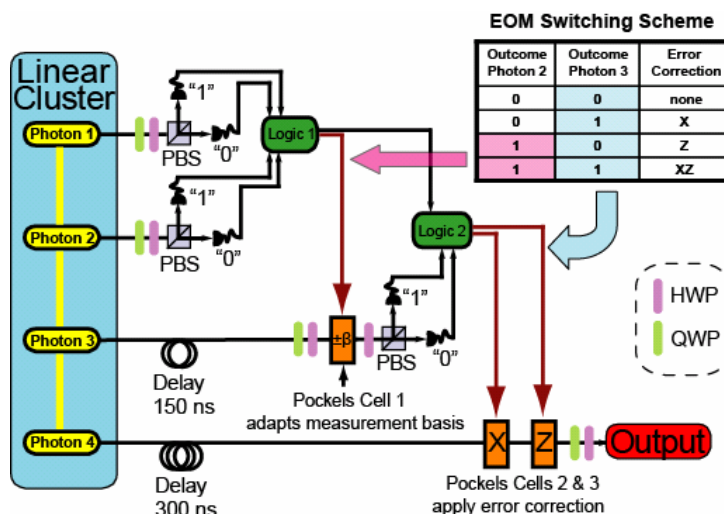 EOM Switching Scheme
Outcome Photon 2
Outcome Photon 3
Error Correction
0 0 none
0 1 X
1 0 Z
1 1 XZ
Linear Cluster
Photon 1
PBS
"1"
"0"
Logic 1
Photon 2
PBS
"1"
"0"
Logic 2
Photon 3
Delay
150 ns
±β
PBS
"1"
"0"
Pockels Cell 1
adapts measurement basis
HWP
QWP
Photon 4
Delay
300 ns
X
Z
Output
Pockels Cells 2 & 3
apply error correction